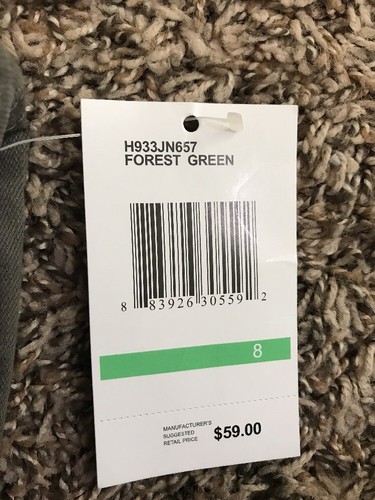 H933JN657
FOREST GREEN
8 83926 30559 2
8
MANUFACTURER'S
SUGGESTED
RETAIL PRICE
$59.00